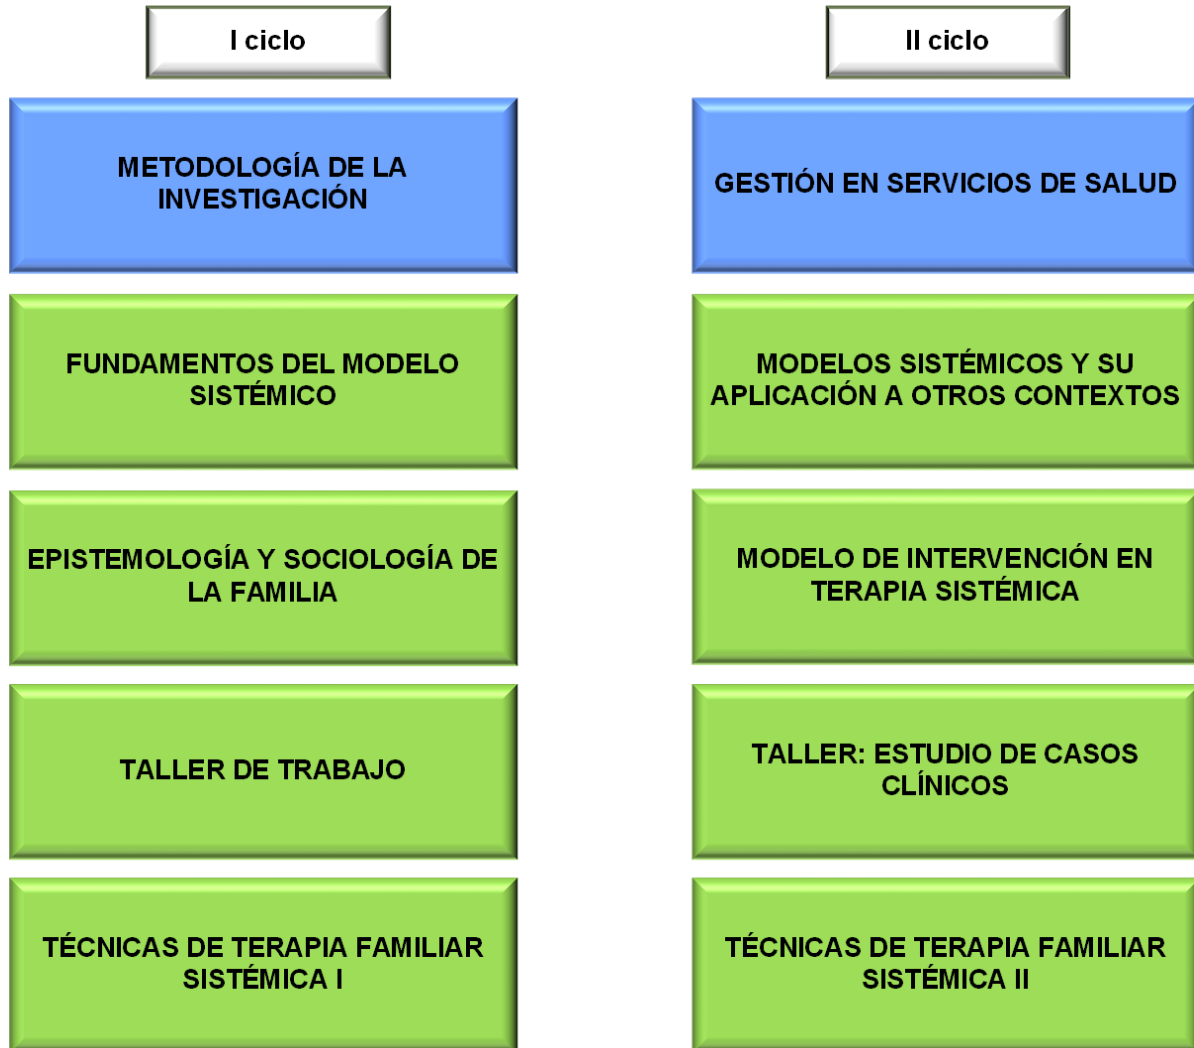 I ciclo
II ciclo
METODOLOGÍA DE LA
INVESTIGACIÓN
GESTIÓN EN SERVICIOS DE SALUD
FUNDAMENTOS DEL MODELO
SISTÉMICO
MODELOS SISTÉMICOS Y SU
APLICACIÓN A OTROS CONTEXTOS
EPISTEMOLOGÍA Y SOCIOLOGÍA DE
LA FAMILIA
MODELO DE INTERVENCIÓN EN
TERAPIA SISTÉMICA
TALLER DE TRABAJO
TALLER: ESTUDIO DE CASOS
CLÍNICOS
TÉCNICAS DE TERAPIA FAMILIAR
SISTÉMICA I
TÉCNICAS DE TERAPIA FAMILIAR
SISTÉMICA II